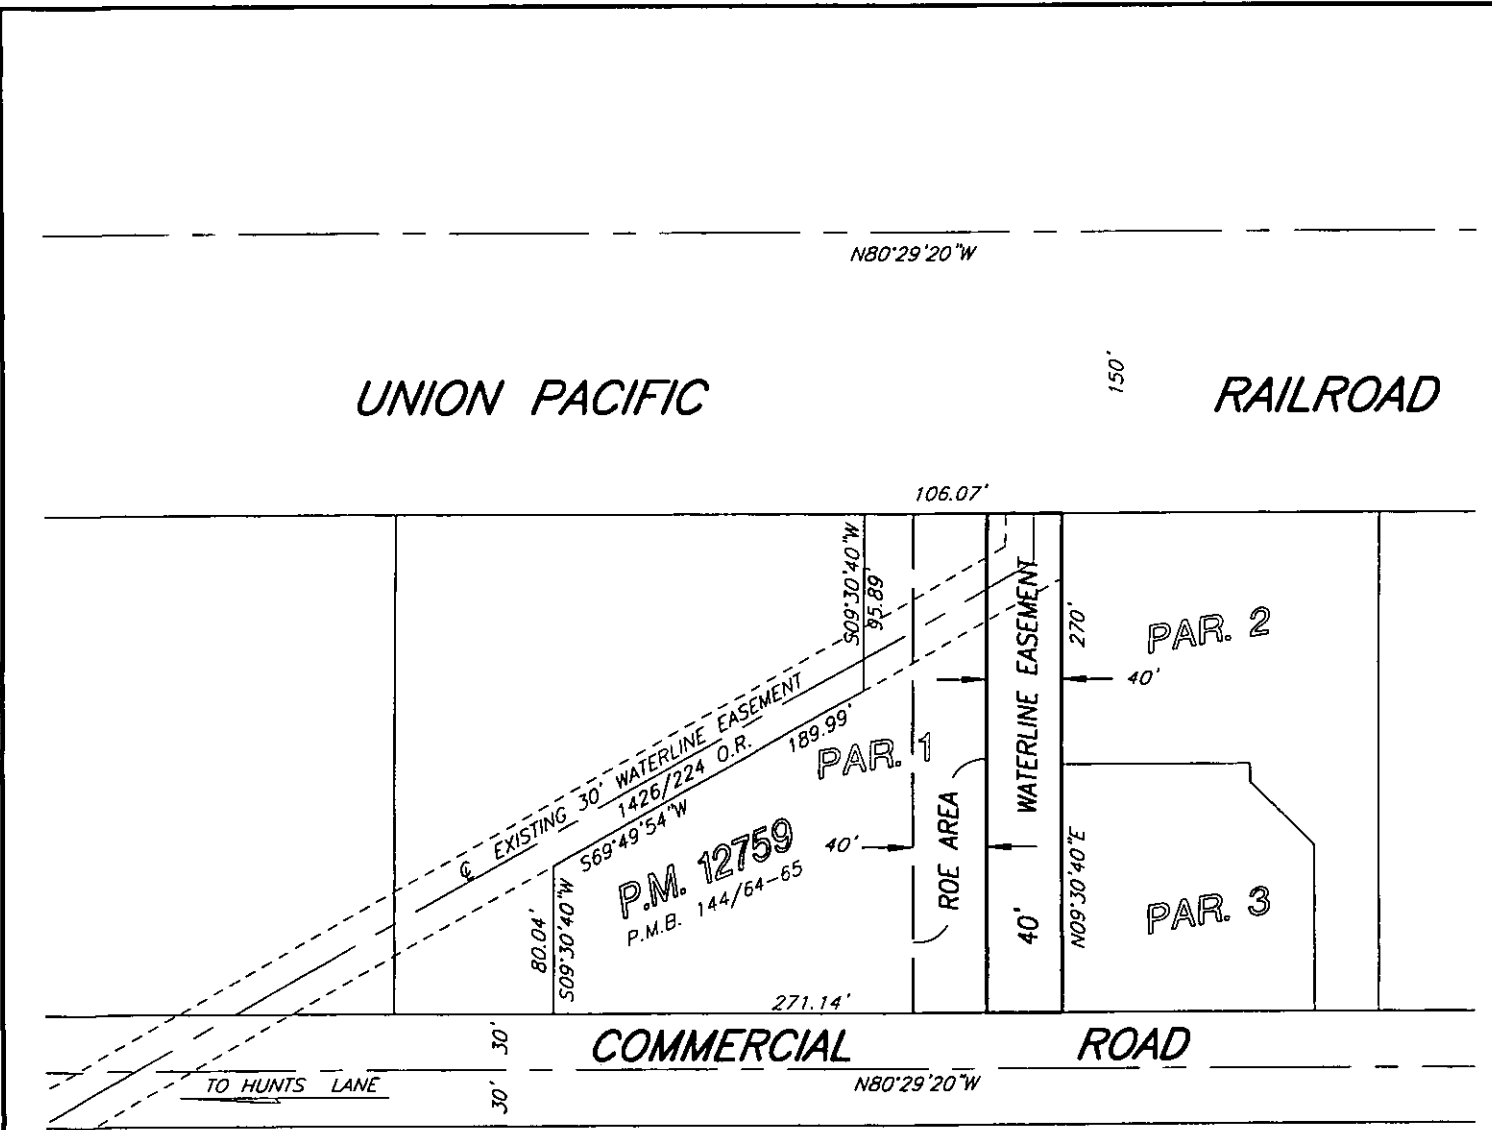 N80°29'20"W
150'
UNION PACIFIC
RAILROAD
106.07'
S09°30'40"W
95.89'
WATERLINE EASEMENT
270'
PAR. 2
40'
EXISTING 30' WATERLINE EASEMENT
1426/224 O.R.
189.99'
S69°49'54"W
PAR. 1
P.M. 12759
P.M.B. 144/64-65
40'
ROE AREA
40'
N09°30'40"E
PAR. 3
80.04'
S09°30'40"W
271.14'
30'
COMMERCIAL
ROAD
TO HUNTS LANE
30'
N80°29'20"W